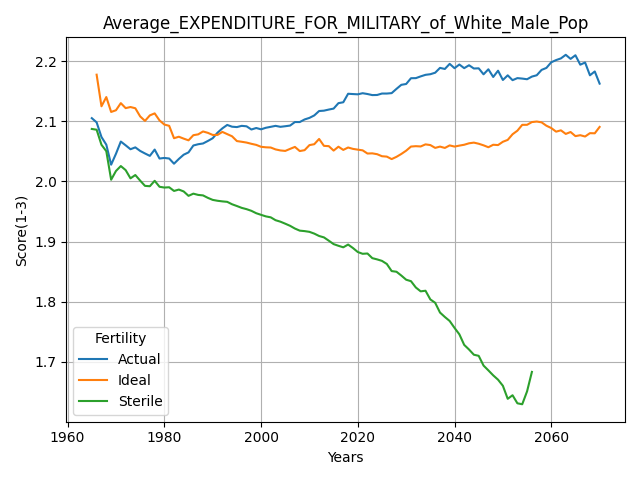 Average_EXPENDITURE_FOR_MILITARY_of_White_Male_Pop
Score(1-3)
2.2
2.1
2.0
1.9
1.8
1.7
Fertility
Actual
Ideal
Sterile
1960 1980 2000 2020 2040 2060
Years